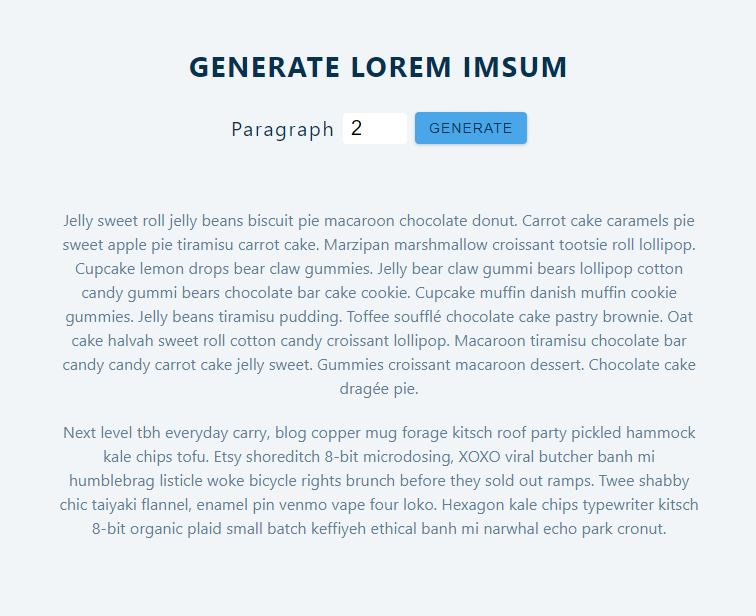 GENERATE LOREM IMSUM
Paragraph 2 GENERATE
Jelly sweet roll jelly beans biscuit pie macaroon chocolate donut. Carrot cake caramels pie
sweet apple pie tiramisu carrot cake. Marzipan marshmallow croissant tootsie roll lollipop.
Cupcake lemon drops bear claw gummies. Jelly bear claw gummi bears lollipop cotton
candy gummi bears chocolate bar cake cookie. Cupcake muffin danish muffin cookie
gummies. Jelly beans tiramisu pudding. Toffee soufflé chocolate cake pastry brownie. Oat
cake halvah sweet roll cotton candy croissant lollipop. Macaroon tiramisu chocolate bar
candy candy carrot cake jelly sweet. Gummies croissant macaroon dessert. Chocolate cake
dragée pie.
Next level tbh everyday carry, blog copper mug forage kitsch roof party pickled hammock
kale chips tofu. Etsy shoreditch 8-bit microdosing, XOXO viral butcher banh mi
humblebrag listicle woke bicycle rights brunch before they sold out ramps. Twee shabby
chic taiyaki flannel, enamel pin venmo vape four loko. Hexagon kale chips typewriter kitsch
8-bit organic plaid small batch keffiyeh ethical banh mi narwhal echo park cronut.